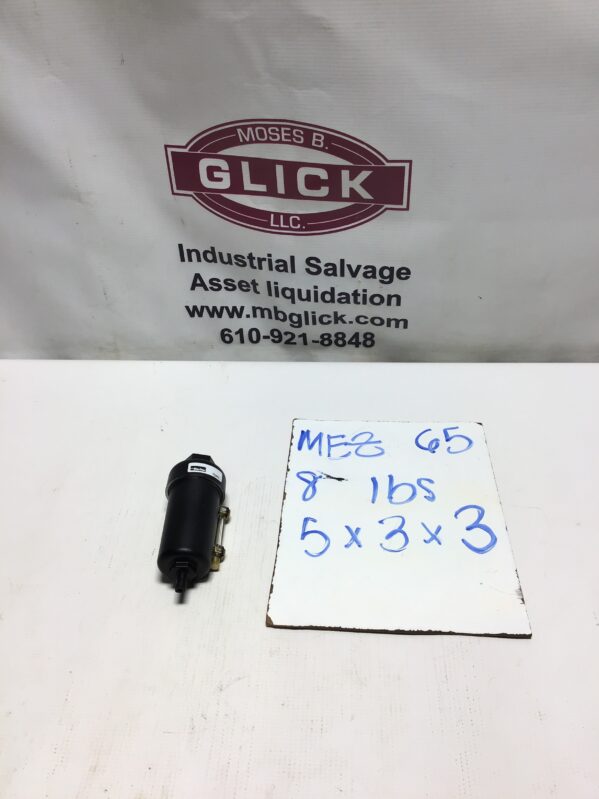 MOSES B.
GLICK
LLC.
Industrial Salvage
Asset liquidation
www.mbglick.com
610-921-8848
MEZ 65
8 lbs
5 x 3 x 3